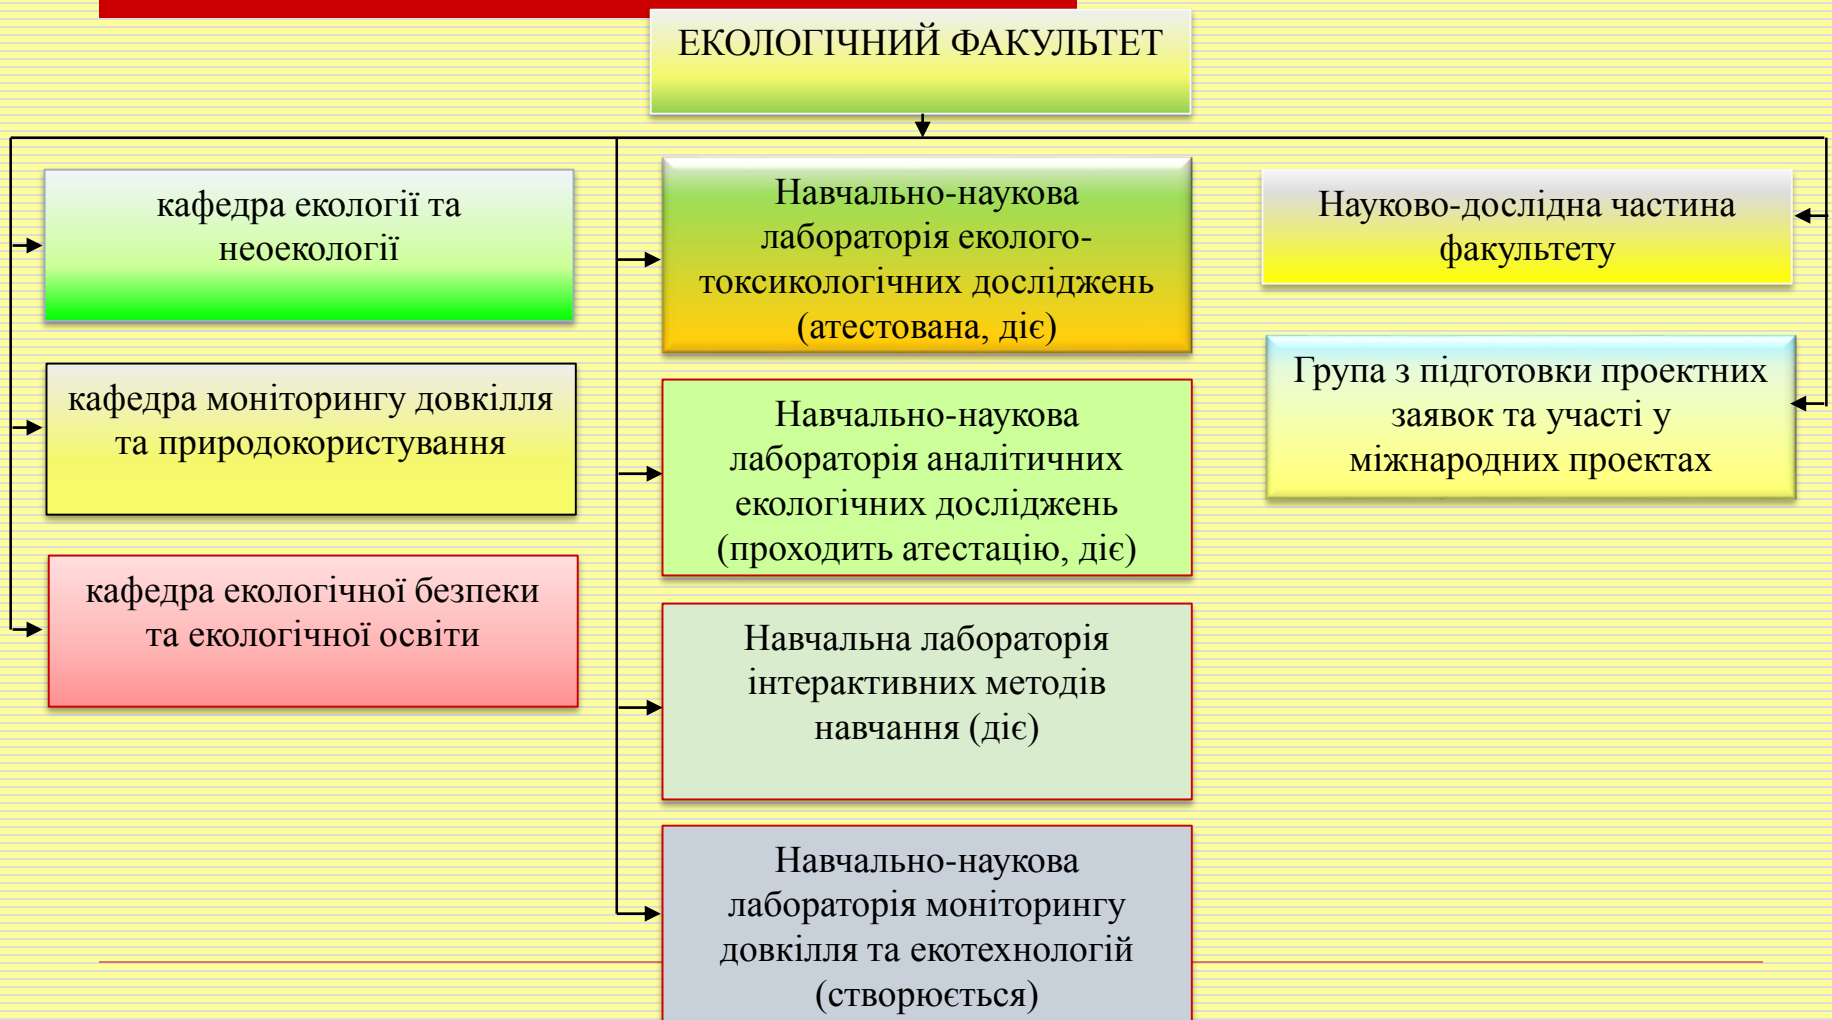 ЕКОЛОГІЧНИЙ ФАКУЛЬТЕТ
кафедра екології та
неоекології
кафедра моніторингу довкілля
та природокористування
кафедра екологічної безпеки
та екологічної освіти
Навчально-наукова
лабораторія еколого-
токсикологічних досліджень
(атестована, діє)
Навчально-наукова
лабораторія аналітичних
екологічних досліджень
(проходить атестацію, діє)
Навчальна лабораторія
інтерактивних методів
навчання (діє)
Навчально-наукова
лабораторія моніторингу
довкілля та екотехнологій
(створюється)
Науково-дослідна частина
факультету
Група з підготовки проектних
заявок та участі у
міжнародних проектах